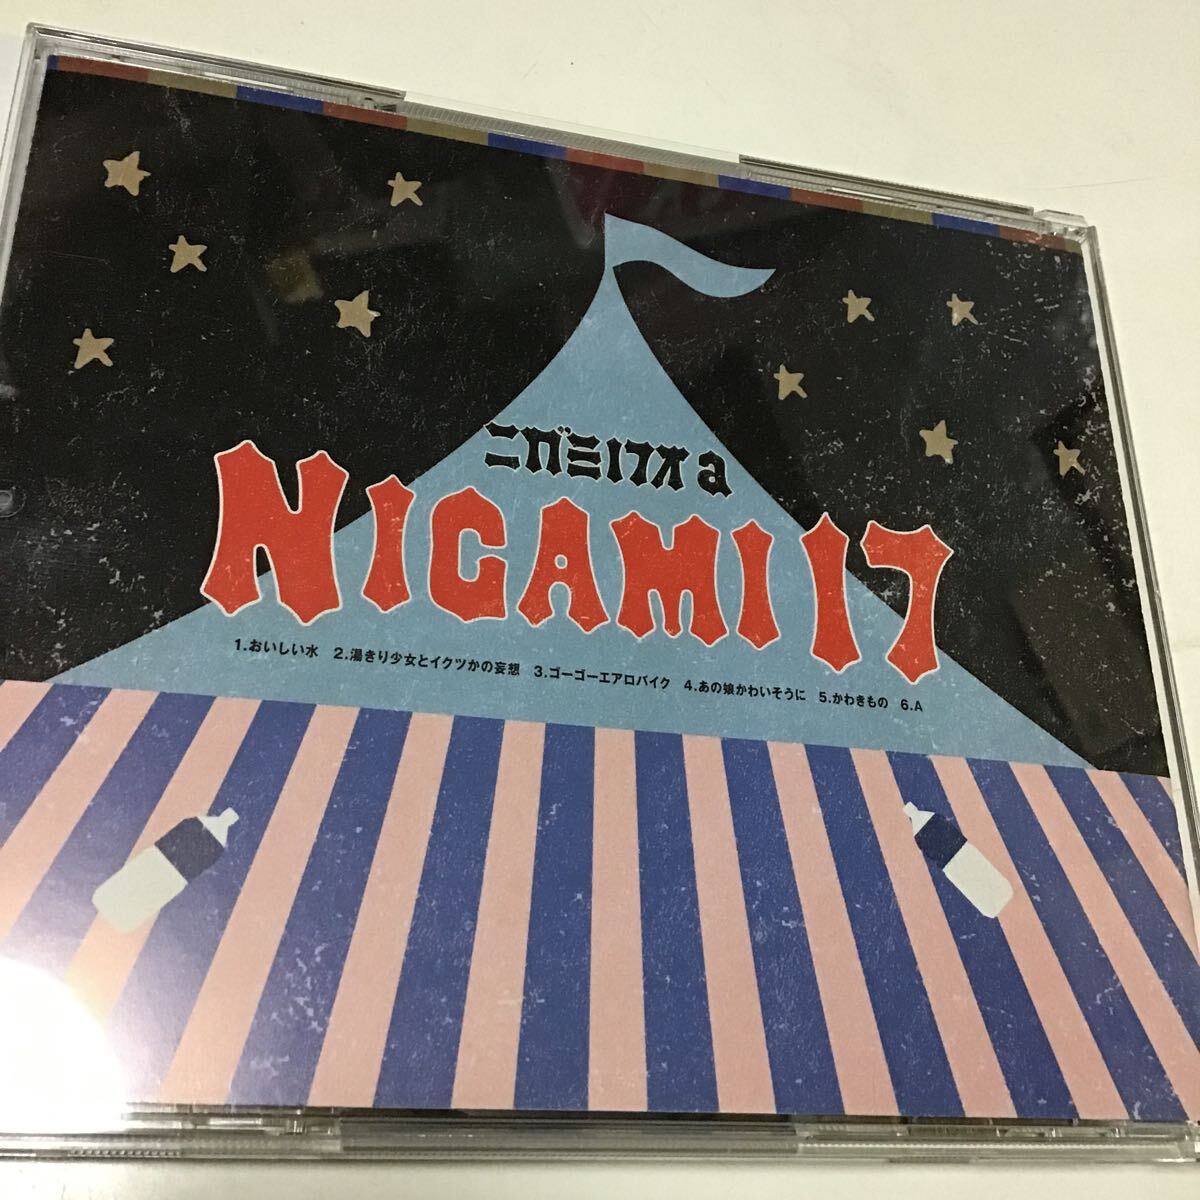 ニガミ17才a
NIGAMI 17
1.おいしい水 2.湯きり少女とイクツかの妄想 3.ゴーゴーエアロバイク 4.あの娘かわいそうに 5.かわきもの 6.A